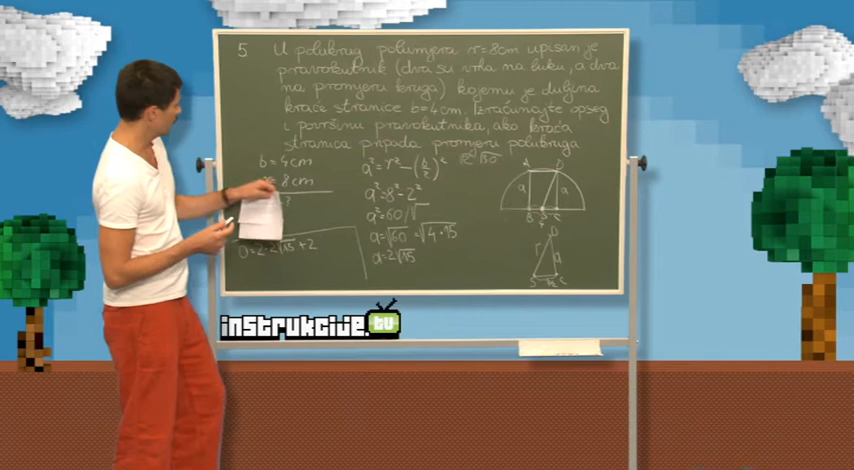 5 U polukrug polumjera r=8cm upisan je
pravokutnik (dva su vrha na luku, a dva
na promjeru kruga) kojemu je duljina
kraće stranice b=4cm. Izračunajte opseg
i površinu pravokutnika, ako kraća
stranica pripada promjeru polukruga
b=4cm
= 8cm
?
O=2·2√15+2
a²=r²-(b/2)²
a²=8²-2²
a²=60/√
a=√60=√4·15
a=2√15
A D
a a
B S C
D
r a
S C
instrukcije.tv